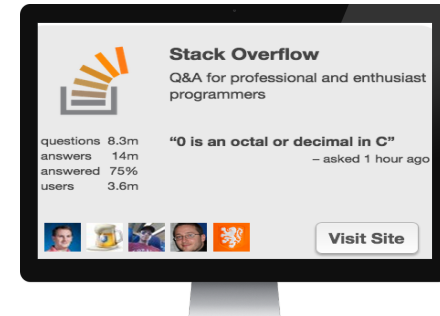 Stack Overflow
Q&A for professional and enthusiast
programmers
questions 8.3m
answers 14m
answered 75%
users 3.6m
“0 is an octal or decimal in C”
– asked 1 hour ago
Visit Site